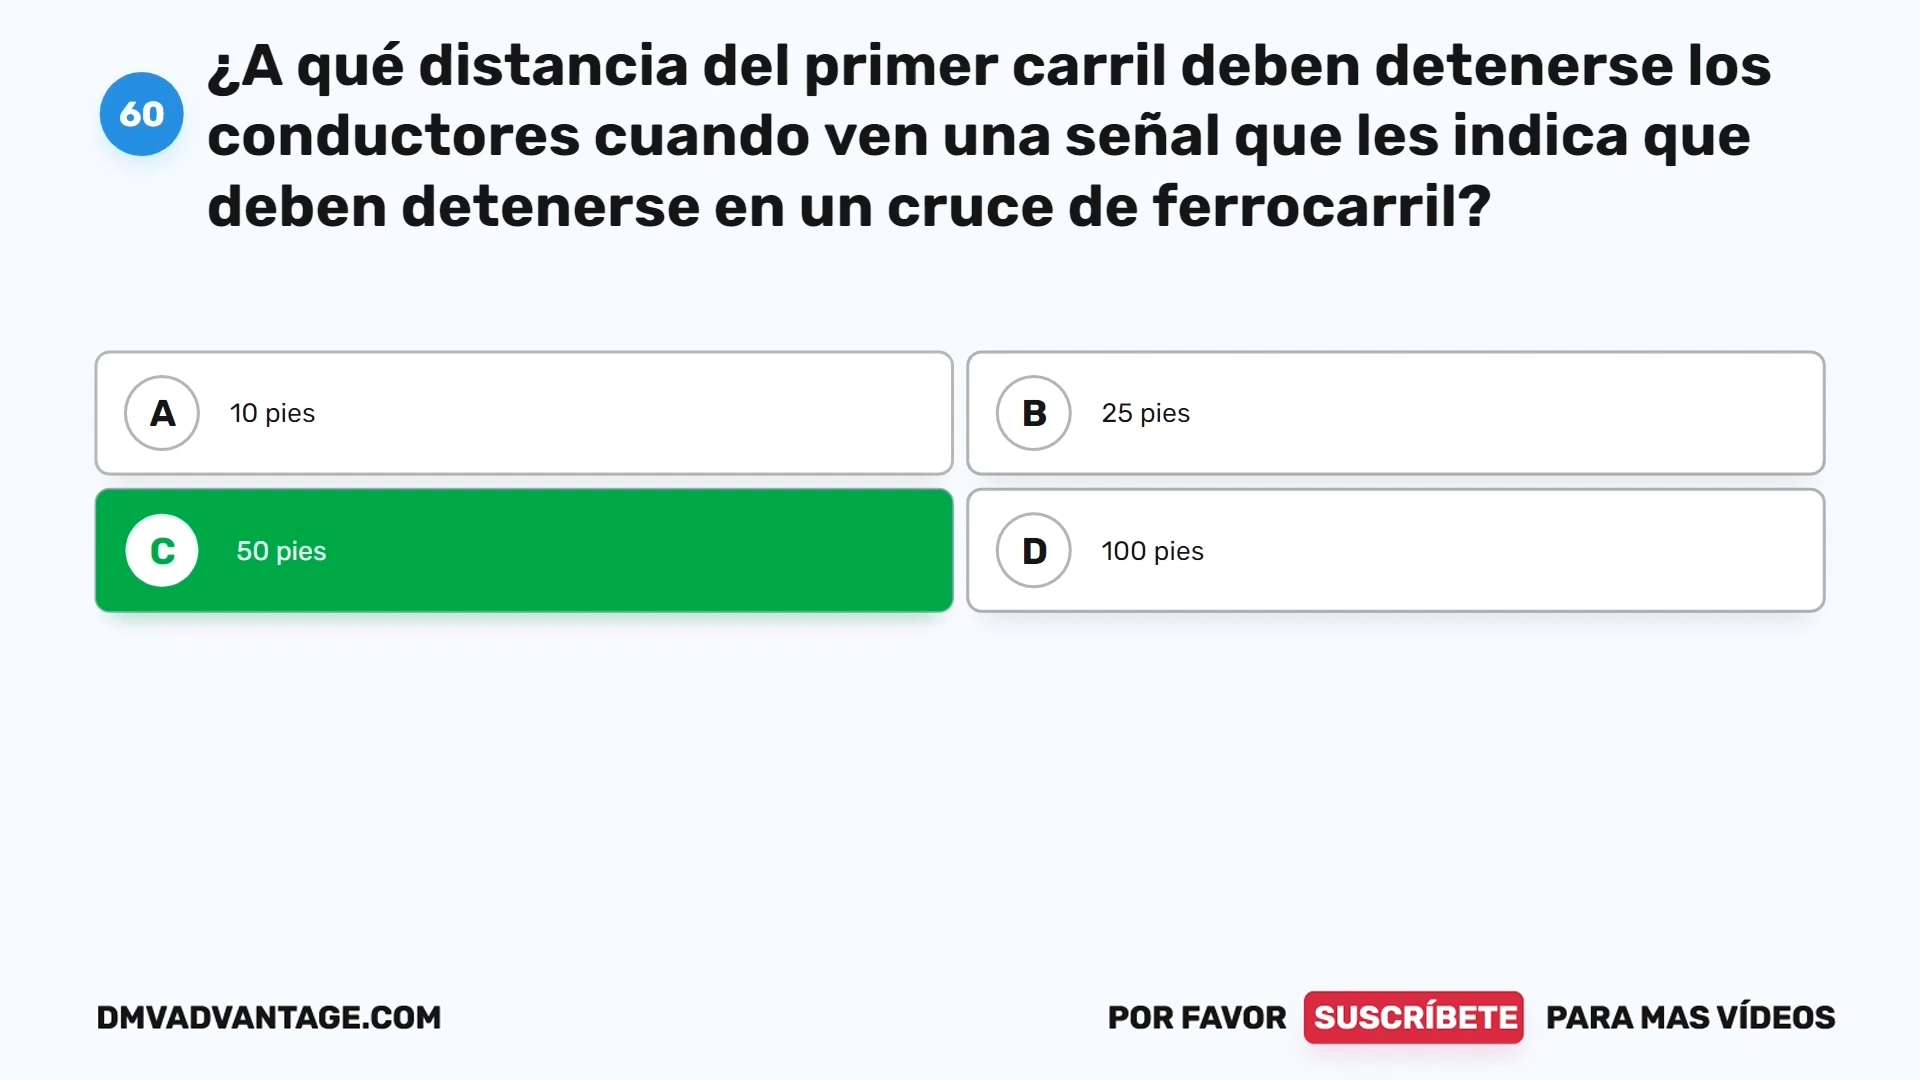 60
¿A qué distancia del primer carril deben detenerse los
conductores cuando ven una señal que les indica que
deben detenerse en un cruce de ferrocarril?
A 10 pies
B 25 pies
C 50 pies
D 100 pies
DMVADVANTAGE.COM
POR FAVOR SUSCRÍBETE PARA MAS VÍDEOS